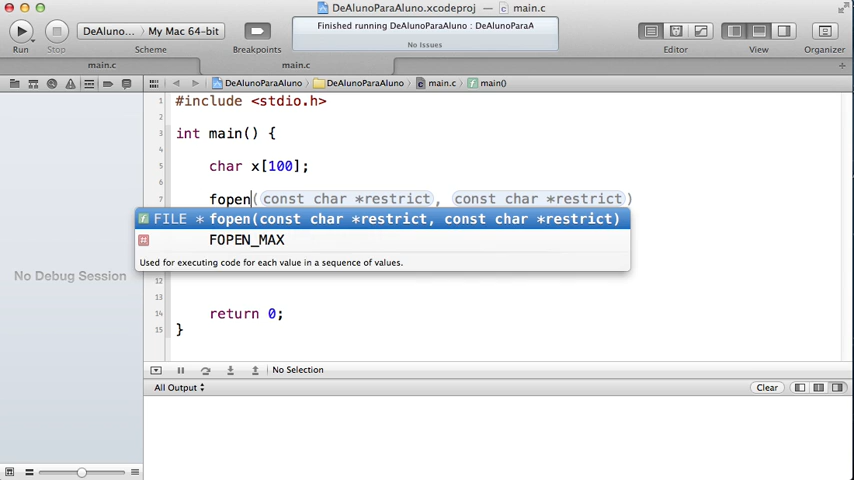 DeAlunoParaAluno.xcodeproj — main.c
Run
Stop
DeAluno... My Mac 64-bit
Scheme
Breakpoints
Finished running DeAlunoParaAluno : DeAlunoParaA
No Issues
Editor
View
Organizer
main.c
main.c
DeAlunoParaAluno
DeAlunoParaAluno
main.c
main()
1 #include <stdio.h>
2
3 int main() {
4
5 char x[100];
6
7 fopen(const char *restrict, const char *restrict)
f FILE * fopen(const char *restrict, const char *restrict)
# FOPEN_MAX
Used for executing code for each value in a sequence of values.
12
13
14 return 0;
15 }
No Debug Session
No Selection
All Output
Clear